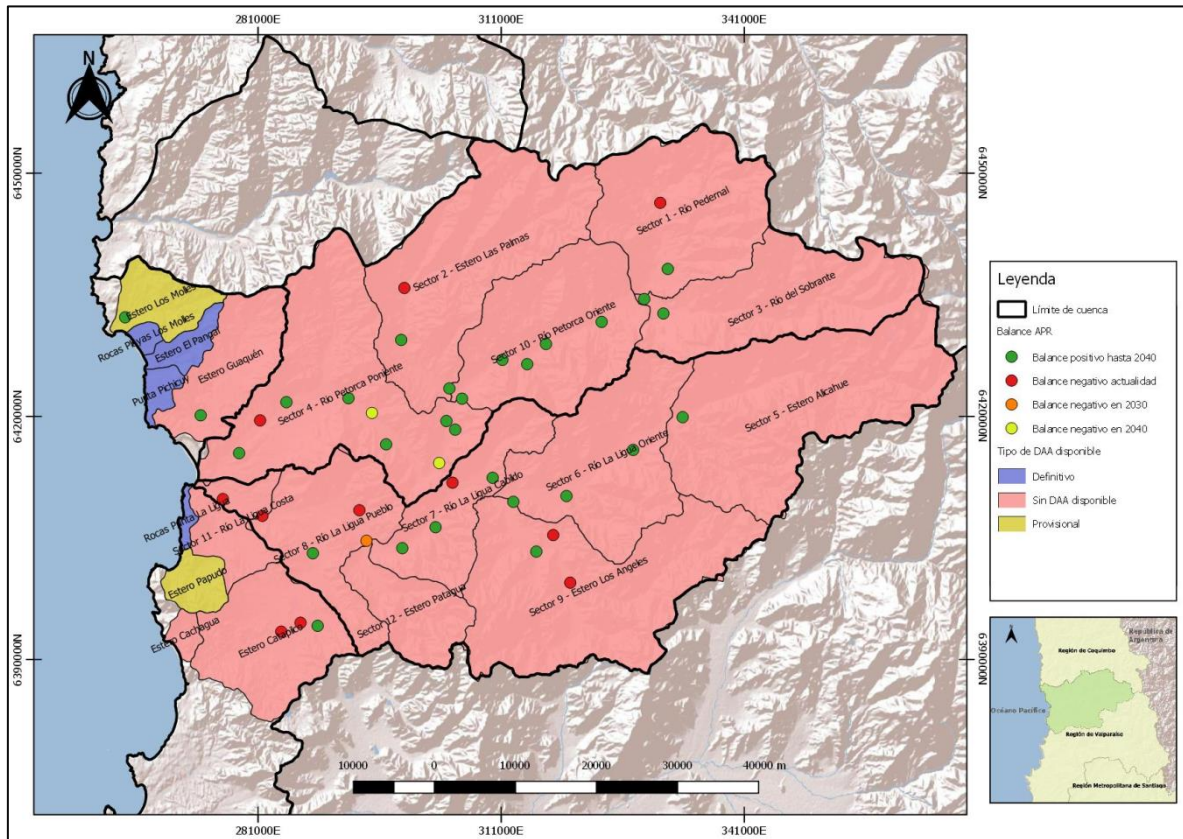 281000E
311000E
341000E
6450000N
6450000N
6420000N
6420000N
6390000N
6390000N
Sector 1 - Río Pedernal
Sector 2 - Estero Las Palmas
Sector 3 - Río del Sobrante
Sector 10 - Río Petorca Oriente
Estero Los Molles
Rocas Playas Los Molles
Estero El Pangal
Estero Guaquén
Punta Pichicuy
Sector 4 - Río Petorca Poniente
Sector 5 - Estero Alicahue
Sector 6 - Río La Ligua Oriente
Sector 7 - Río La Ligua Cabildo
Rocas Punta La Ligua
Sector 11 - Río La Ligua Costa
Sector 8 - Río La Ligua Pueblo
Estero Papudo
Sector 9 - Estero Los Angeles
Sector 12 - Estero Patagua
Estero Cachagua
Estero Catapilco
10000 0 10000 20000 30000 40000 m
281000E
311000E
341000E
Leyenda
Límite de cuenca
Balance APR
Balance positivo hasta 2040
Balance negativo actualidad
Balance negativo en 2030
Balance negativo en 2040
Tipo de DAA disponible
Definitivo
Sin DAA disponible
Provisional
República de
Argentina
Región de Coquimbo
Océano Pacífico
Región de Valparaíso
Región Metropolitana de Santiago